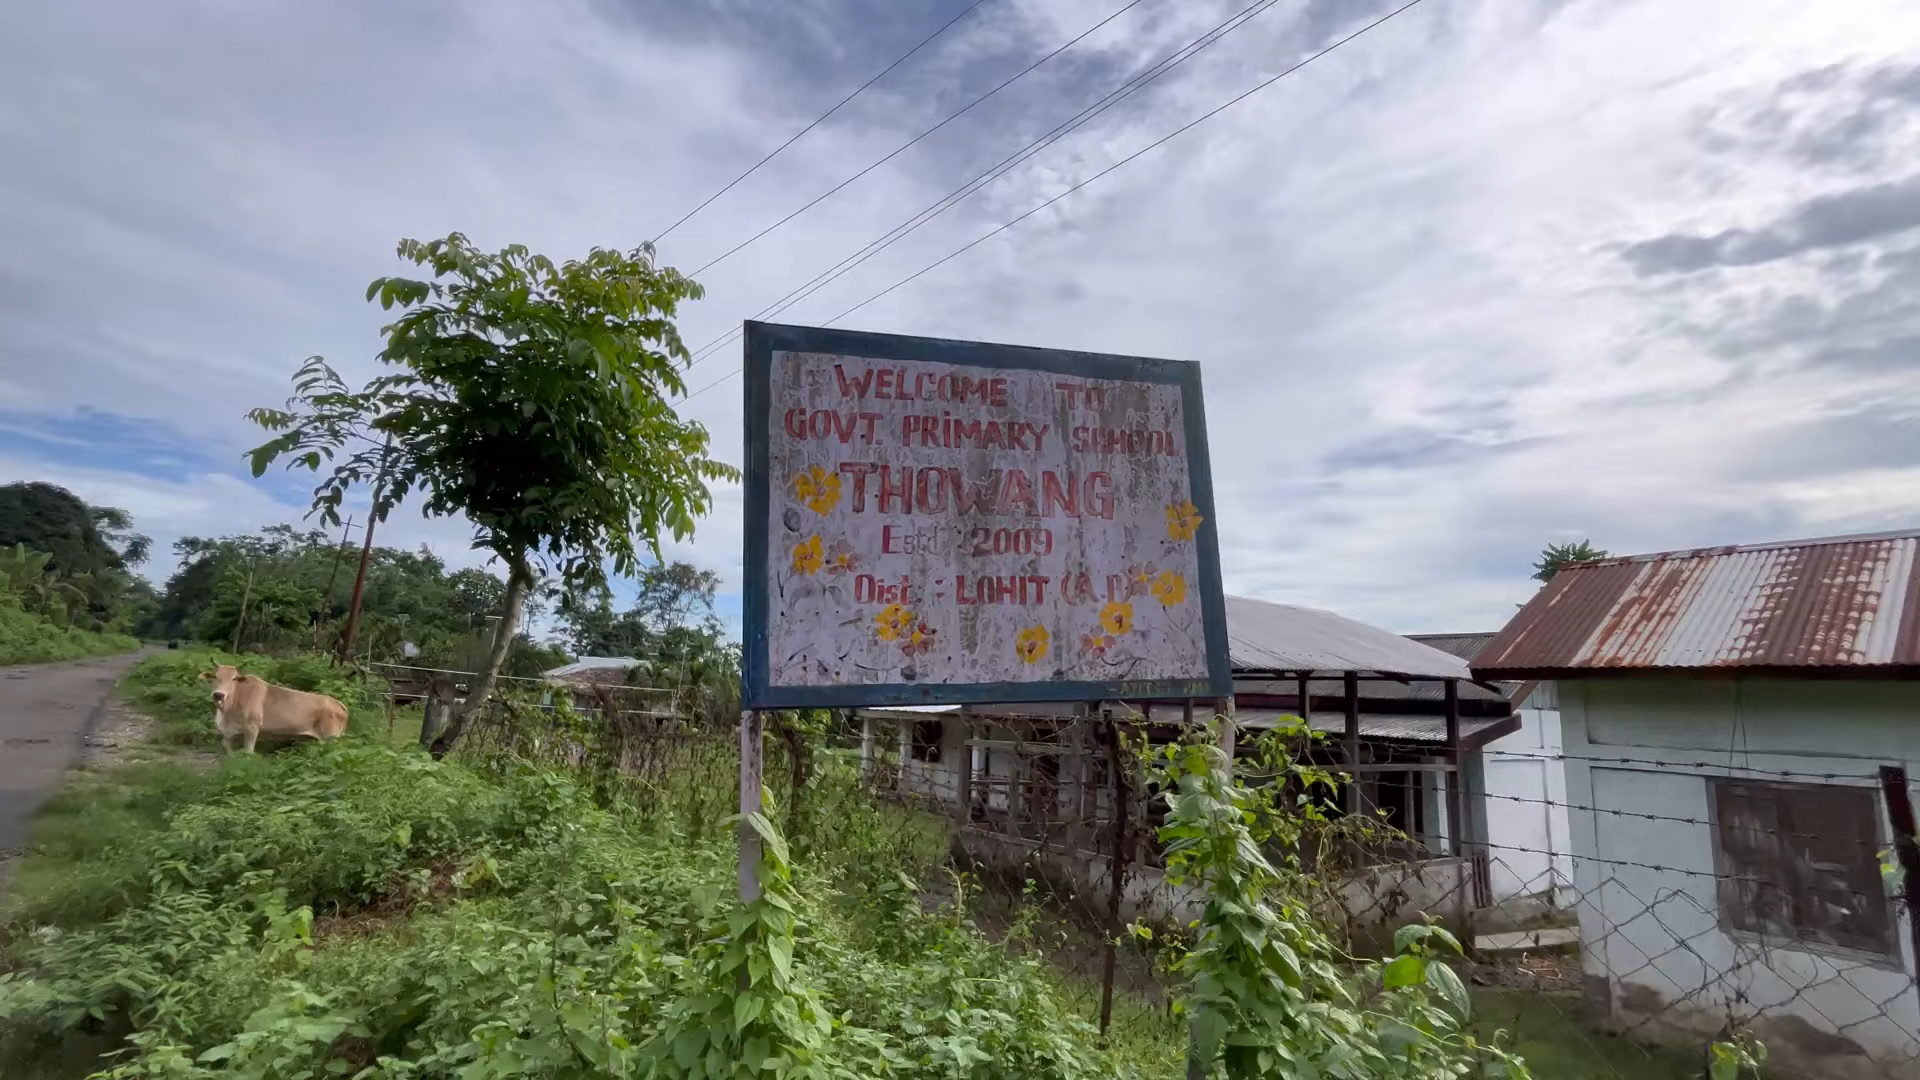 WELCOME TO
GOVT. PRIMARY SCHOOL
THOWANG
Estd 2009
Dist. : LOHIT (A.P)